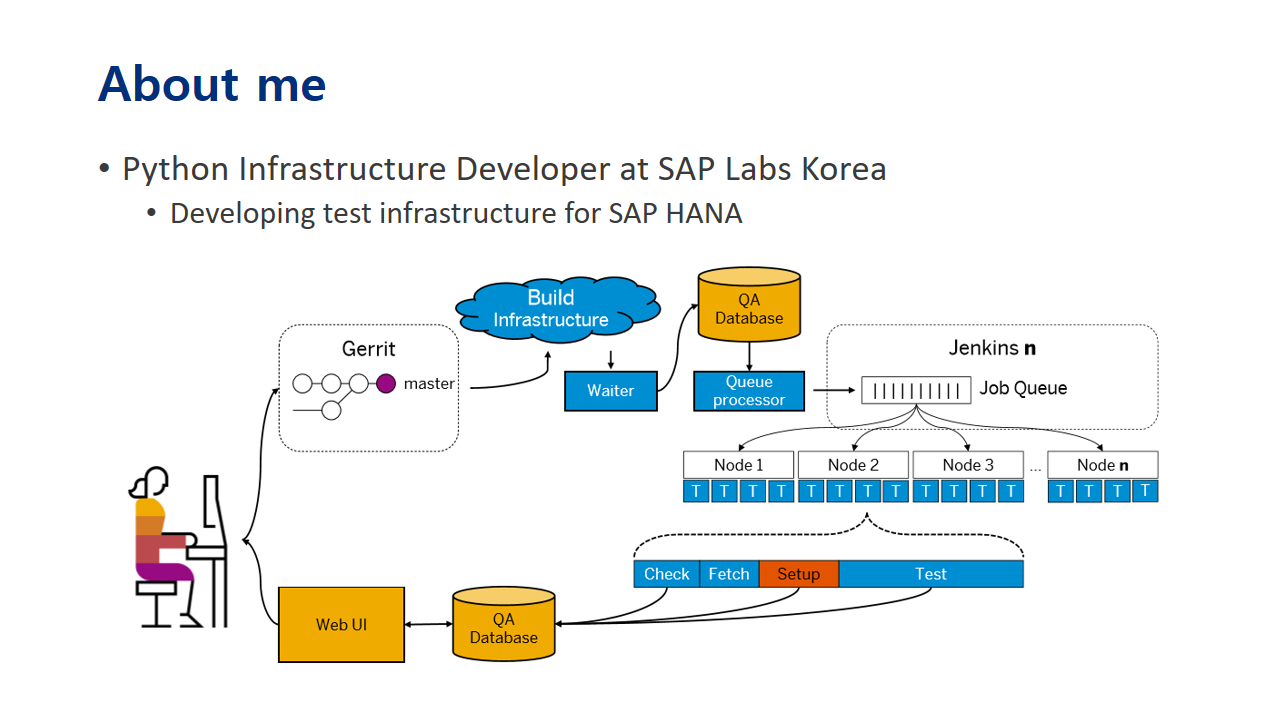 About me
• Python Infrastructure Developer at SAP Labs Korea
• Developing test infrastructure for SAP HANA
Build
Infrastructure
QA
Database
Gerrit
master
Waiter
Queue
processor
Jenkins n
Job Queue
Node 1
Node 2
Node 3
...
Node n
T T T T T T T T T T T T T T T T
Check Fetch Setup Test
Web UI
QA
Database